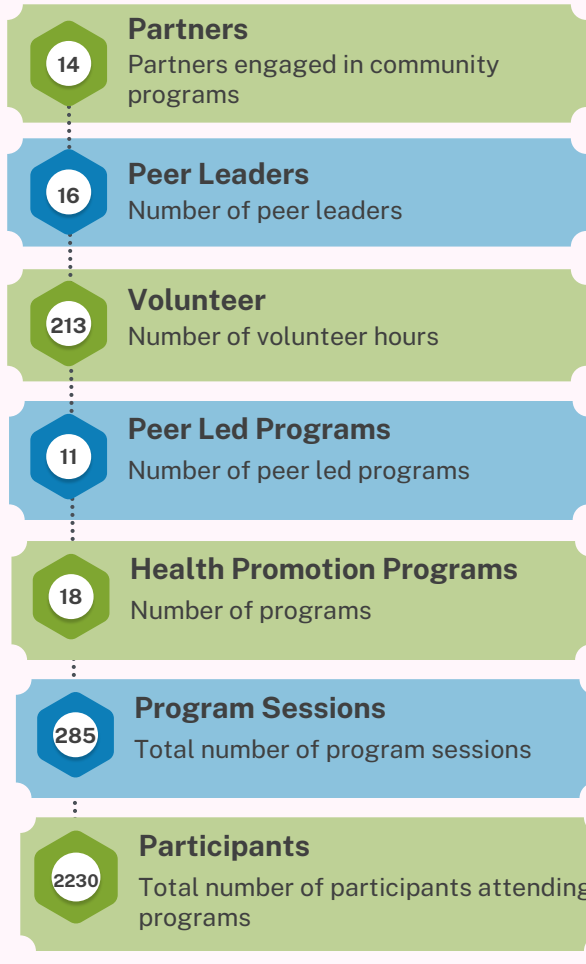 Partners
14
Partners engaged in community
programs
Peer Leaders
16
Number of peer leaders
Volunteer
213
Number of volunteer hours
Peer Led Programs
11
Number of peer led programs
Health Promotion Programs
18
Number of programs
Program Sessions
285
Total number of program sessions
Participants
2230
Total number of participants attending
programs